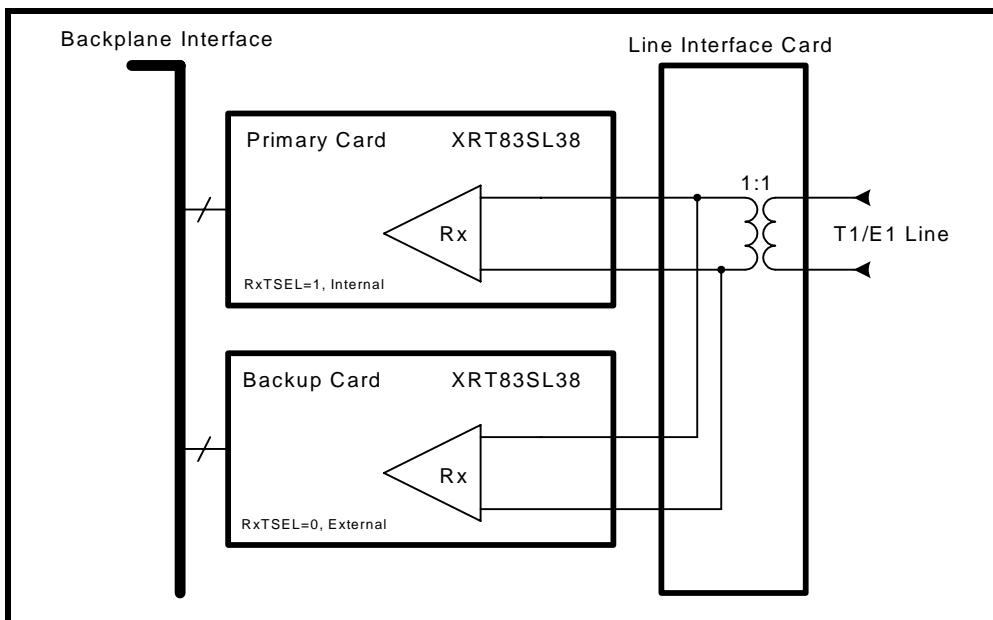 Backplane Interface
Line Interface Card
Primary Card XRT83SL38
1:1
Rx
T1/E1 Line
RxTSEL=1, Internal
Backup Card XRT83SL38
Rx
RxTSEL=0, External